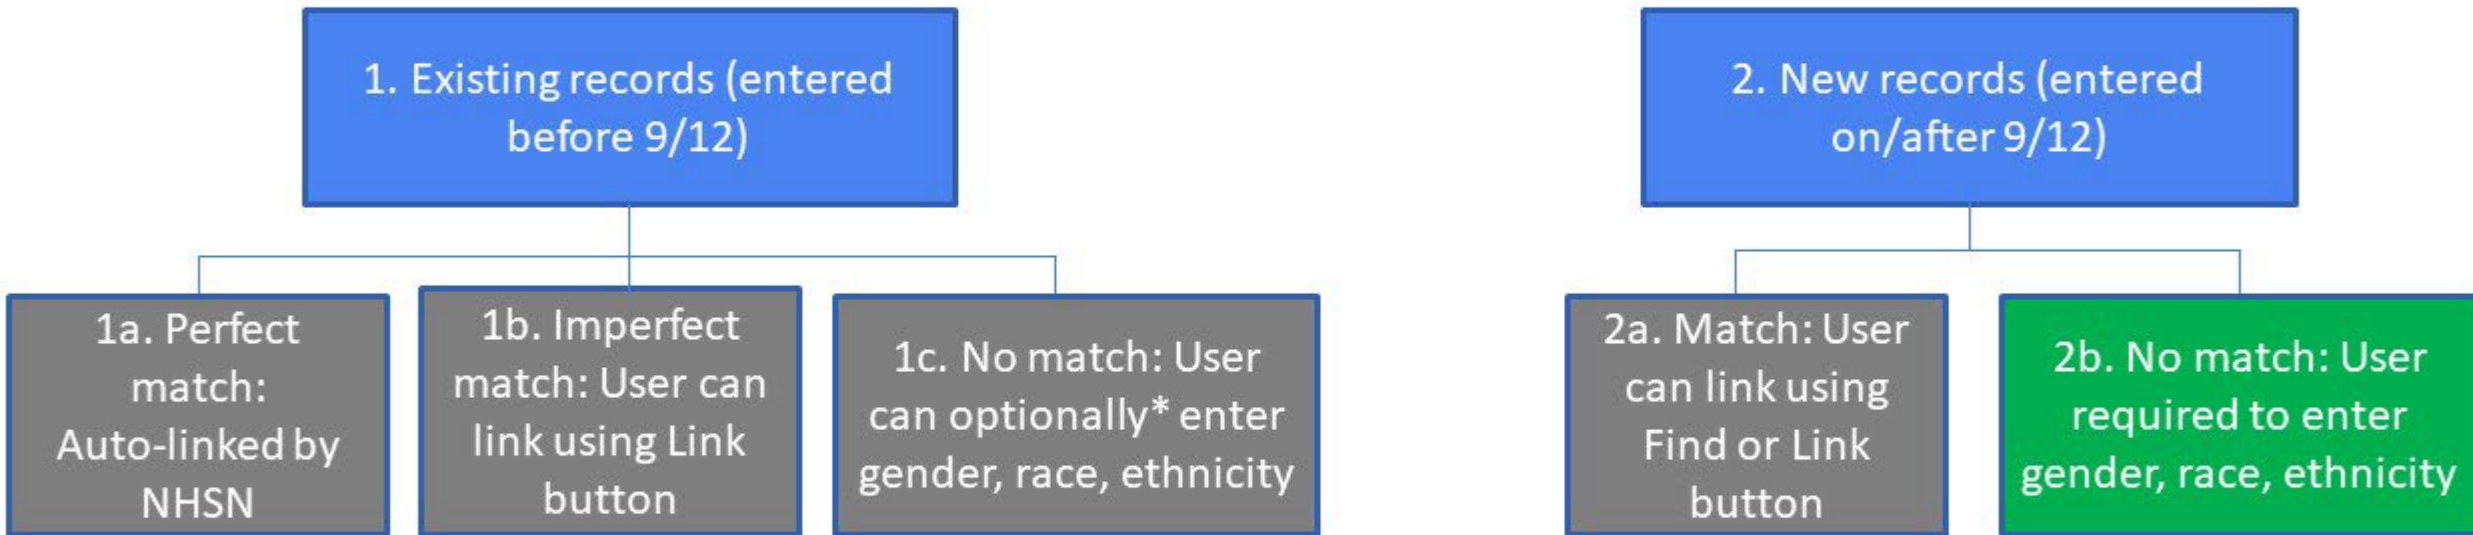 1. Existing records (entered
before 9/12)
2. New records (entered
on/after 9/12)
1a. Perfect
match:
Auto-linked by
NHSN
1b. Imperfect
match: User can
link using Link
button
1c. No match: User
can optionally* enter
gender, race, ethnicity
2a. Match: User
can link using
Find or Link
button
2b. No match: User
required to enter
gender, race, ethnicity